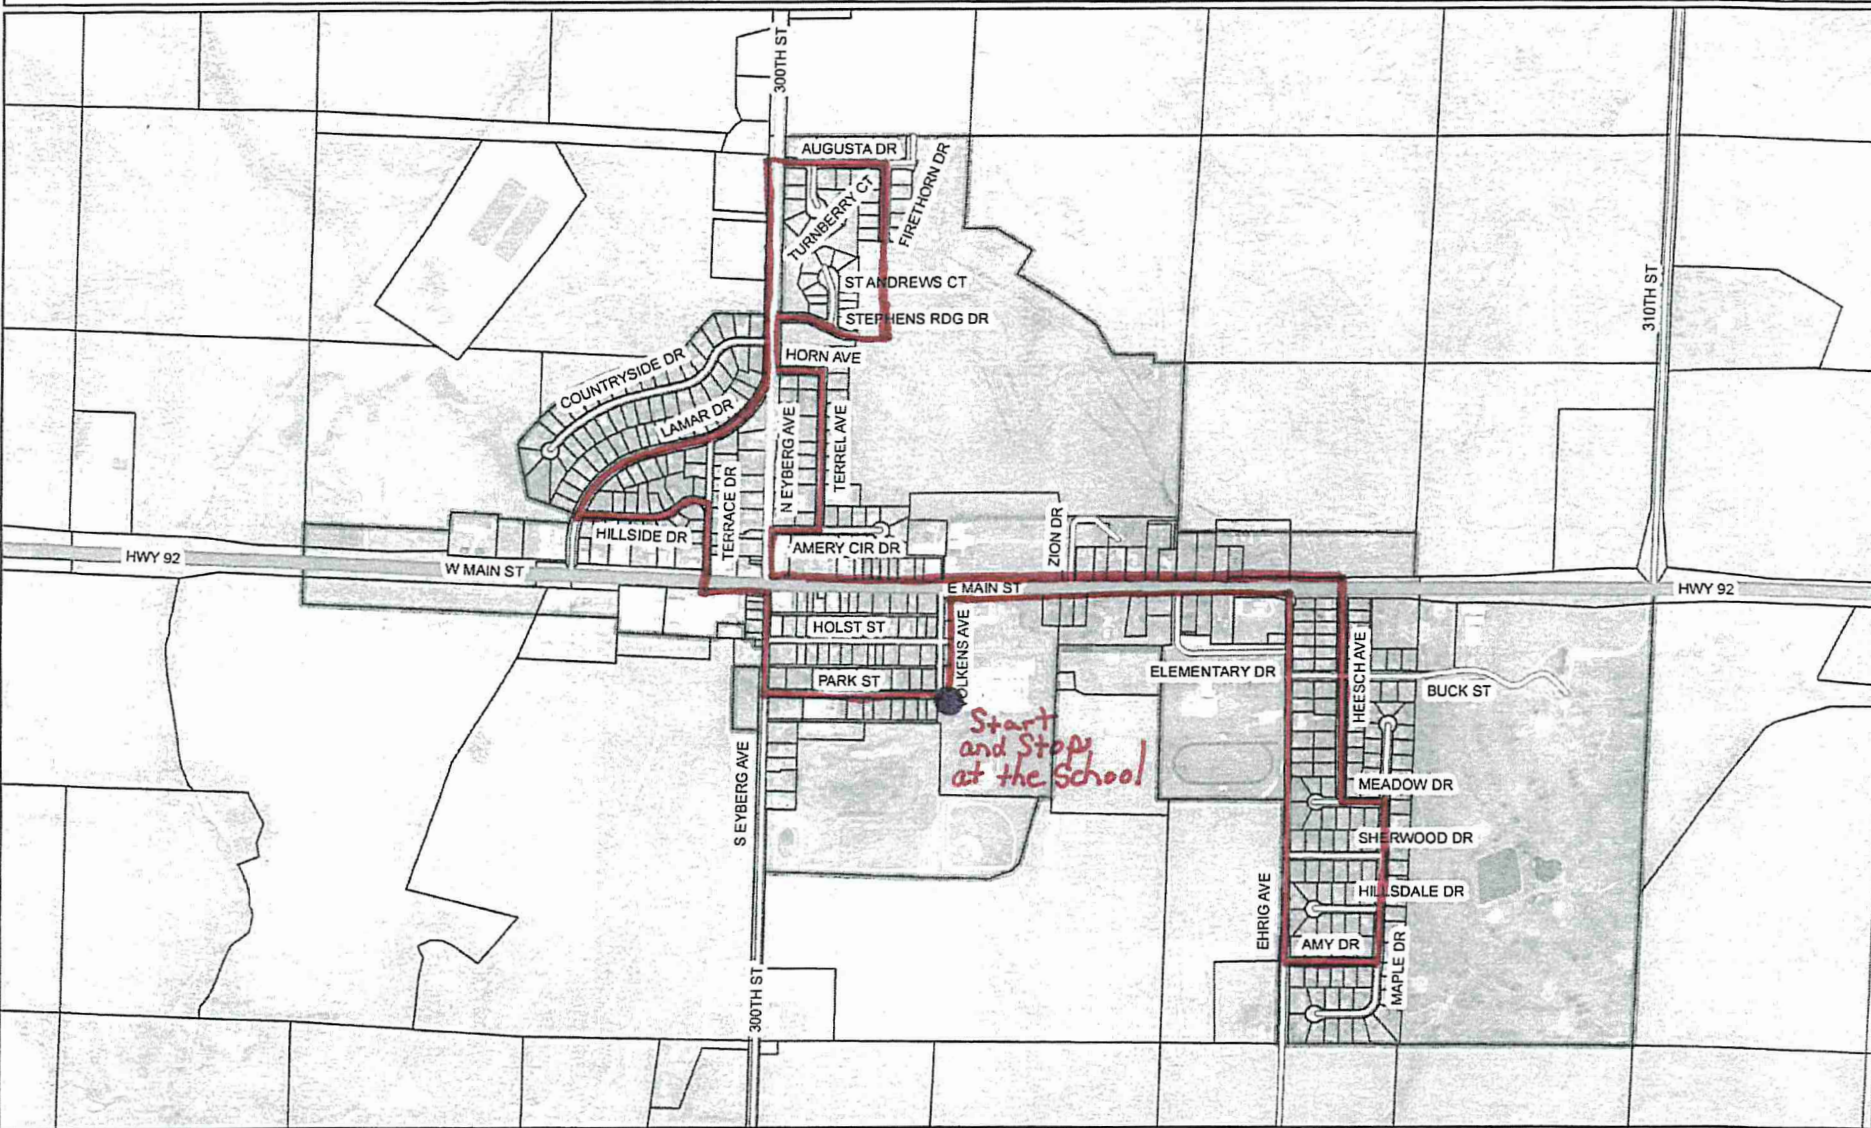 300TH ST
AUGUSTA DR
FIRETHORN DR
TURNBERRY CT
ST ANDREWS CT
STEPHENS RDG DR
310TH ST
HORN AVE
COUNTRYSIDE DR
LAMAR DR
N EYBERG AVE
TERREL AVE
TERRACE DR
HILLSIDE DR
AMERY CIR DR
ZION DR
HWY 92
W MAIN ST
E MAIN ST
HWY 92
HOLST ST
OLKENS AVE
PARK ST
ELEMENTARY DR
HEESCH AVE
BUCK ST
Start
and Stop
at the School
S EYBERG AVE
MEADOW DR
SHERWOOD DR
HILLSDALE DR
EHRIG AVE
AMY DR
MAPLE DR
300TH ST